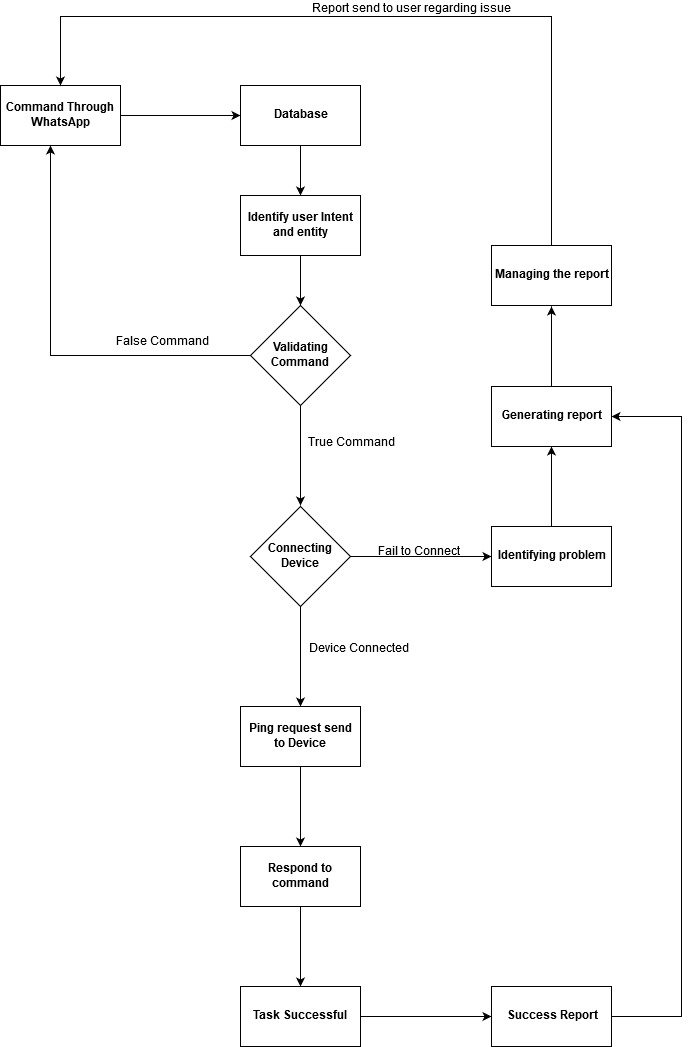 Report send to user regarding issue
Command Through
WhatsApp
Database
Identify user Intent
and entity
Managing the report
False Command
Validating
Command
Generating report
True Command
Connecting
Device
Fail to Connect
Identifying problem
Device Connected
Ping request send
to Device
Respond to
command
Task Successful
Success Report